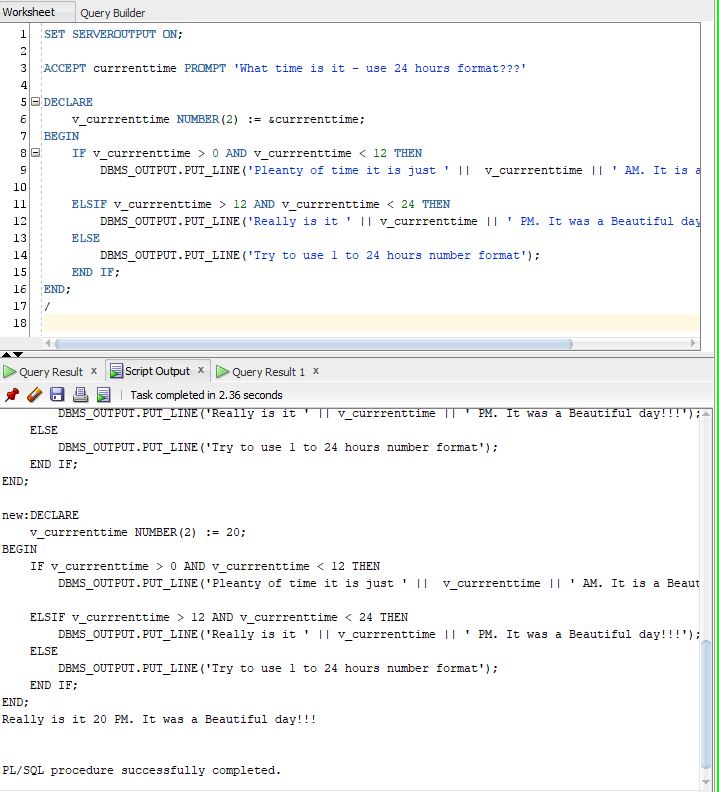 Worksheet Query Builder
1 SET SERVEROUTPUT ON;
2
3 ACCEPT currrenttime PROMPT 'What time is it - use 24 hours format???'
4
5 DECLARE
6 v_currrenttime NUMBER(2) := &currrenttime;
7 BEGIN
8 IF v_currrenttime > 0 AND v_currrenttime < 12 THEN
9 DBMS_OUTPUT.PUT_LINE('Pleanty of time it is just ' || v_currrenttime || ' AM. It is a
10
11 ELSIF v_currrenttime > 12 AND v_currrenttime < 24 THEN
12 DBMS_OUTPUT.PUT_LINE('Really is it ' || v_currrenttime || ' PM. It was a Beautiful day
13 ELSE
14 DBMS_OUTPUT.PUT_LINE('Try to use 1 to 24 hours number format');
15 END IF;
16 END;
17 /
18
Query Result x Script Output x Query Result 1 x
Task completed in 2.36 seconds
DBMS_OUTPUT.PUT_LINE('Really is it ' || v_currrenttime || ' PM. It was a Beautiful day!!!');
ELSE
DBMS_OUTPUT.PUT_LINE('Try to use 1 to 24 hours number format');
END IF;
END;
new:DECLARE
v_currrenttime NUMBER(2) := 20;
BEGIN
IF v_currrenttime > 0 AND v_currrenttime < 12 THEN
DBMS_OUTPUT.PUT_LINE('Pleanty of time it is just ' || v_currrenttime || ' AM. It is a Beaut
ELSIF v_currrenttime > 12 AND v_currrenttime < 24 THEN
DBMS_OUTPUT.PUT_LINE('Really is it ' || v_currrenttime || ' PM. It was a Beautiful day!!!');
ELSE
DBMS_OUTPUT.PUT_LINE('Try to use 1 to 24 hours number format');
END IF;
END;
Really is it 20 PM. It was a Beautiful day!!!
PL/SQL procedure successfully completed.